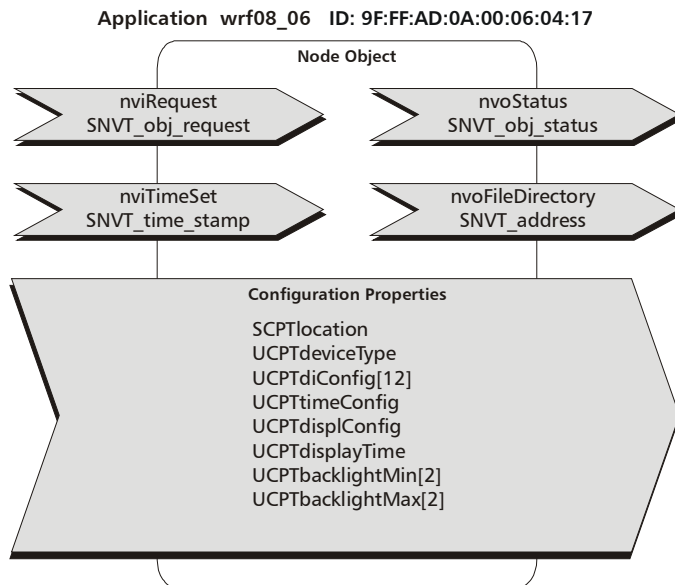 Application wrf08_06 ID: 9F:FF:AD:0A:00:06:04:17
Node Object
nviRequest
SNVT_obj_request
nvoStatus
SNVT_obj_status
nviTimeSet
SNVT_time_stamp
nvoFileDirectory
SNVT_address
Configuration Properties
SCPTlocation
UCPTdeviceType
UCPTdiConfig[12]
UCPTtimeConfig
UCPTdisplConfig
UCPTdisplayTime
UCPTbacklightMin[2]
UCPTbacklightMax[2]